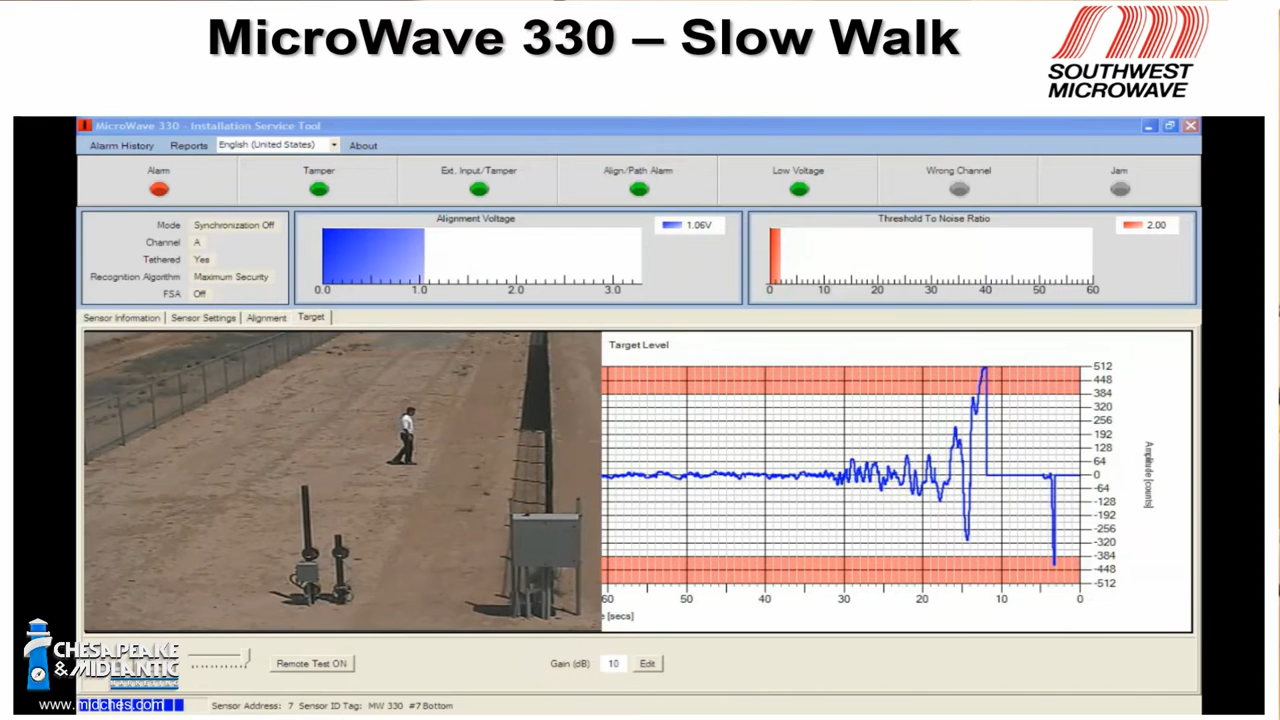 MicroWave 330 – Slow Walk
SOUTHWEST
MICROWAVE
MicroWave 330 - Installation Service Tool
Alarm History Reports English (United States) About
Alarm Tamper Ext. Input/Tamper Align/Path Alarm Low Voltage Wrong Channel Jam
Mode Synchronization Off
Channel A
Tethered Yes
Recognition Algorithm Maximum Security
FSA Off
Alignment Voltage
1.06V
0.0 1.0 2.0 3.0
Threshold To Noise Ratio
2.00
0 10 20 30 40 50 60
Sensor Information Sensor Settings Alignment Target
Target Level
512
448
384
320
256
192
128
64
0
-64
-128
-192
-256
-320
-384
-448
-512
Amplitude [counts]
60 50 40 30 20 10 0
e [secs]
CHESAPEAKE
& MIDLANTIC
www.midches.com
Remote Test ON
Gain (dB) 10 Edit
Sensor Address: 7 Sensor ID Tag: MW 330 #7 Bottom